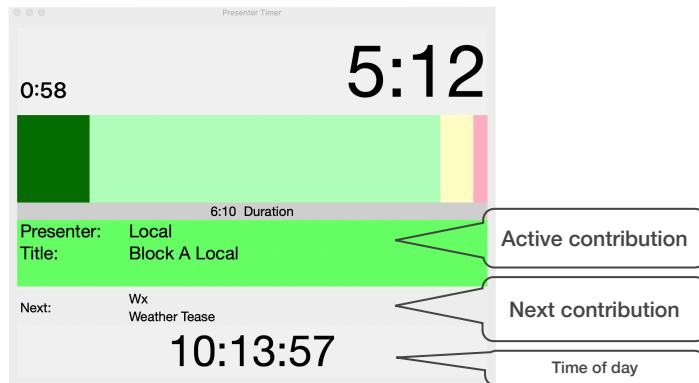 Presenter Timer
0:58
5:12
6:10 Duration
Presenter: Local
Title: Block A Local
Active contribution
Next: Wx
Weather Tease
Next contribution
10:13:57
Time of day